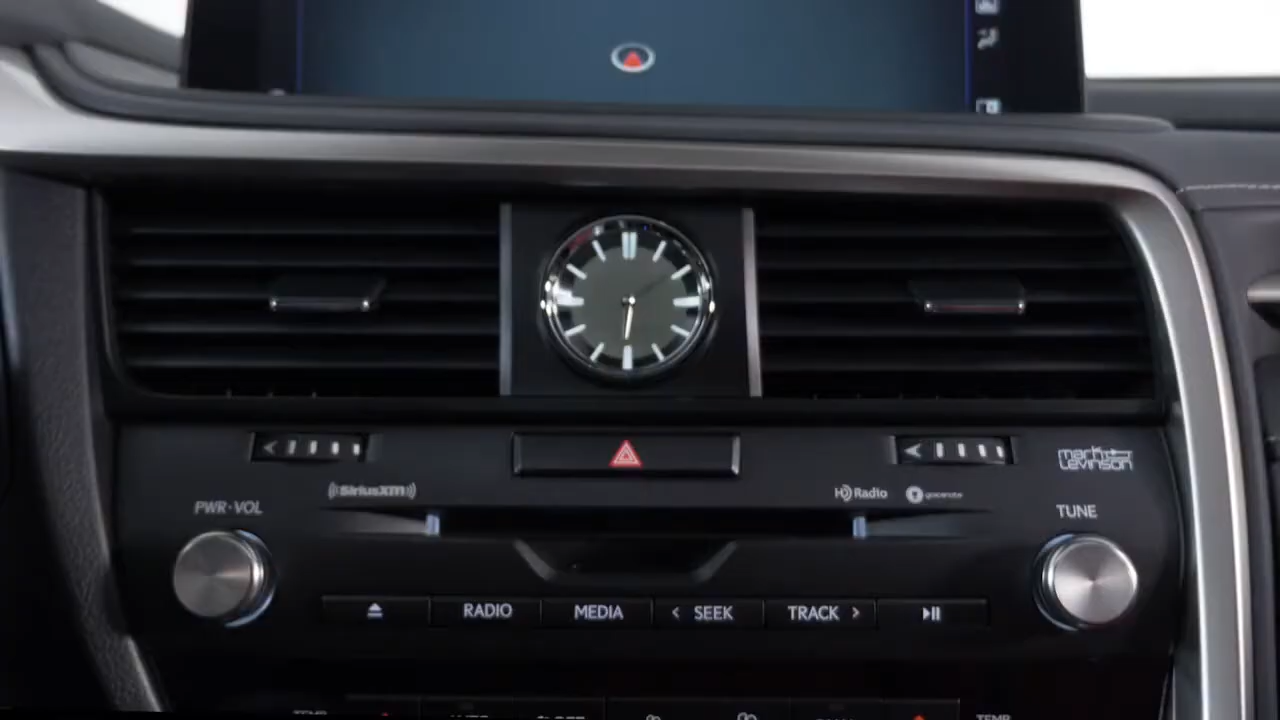 mark
Levinson
SiriusXM
HD Radio
PWR·VOL
TUNE
RADIO
MEDIA
< SEEK
TRACK >